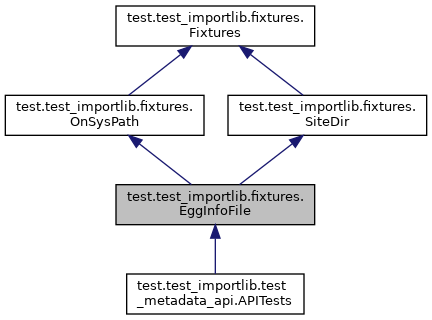 test.test_importlib.fixtures.
Fixtures
test.test_importlib.fixtures.
OnSysPath
test.test_importlib.fixtures.
SiteDir
test.test_importlib.fixtures.
EggInfoFile
test.test_importlib.test
_metadata_api.APITests